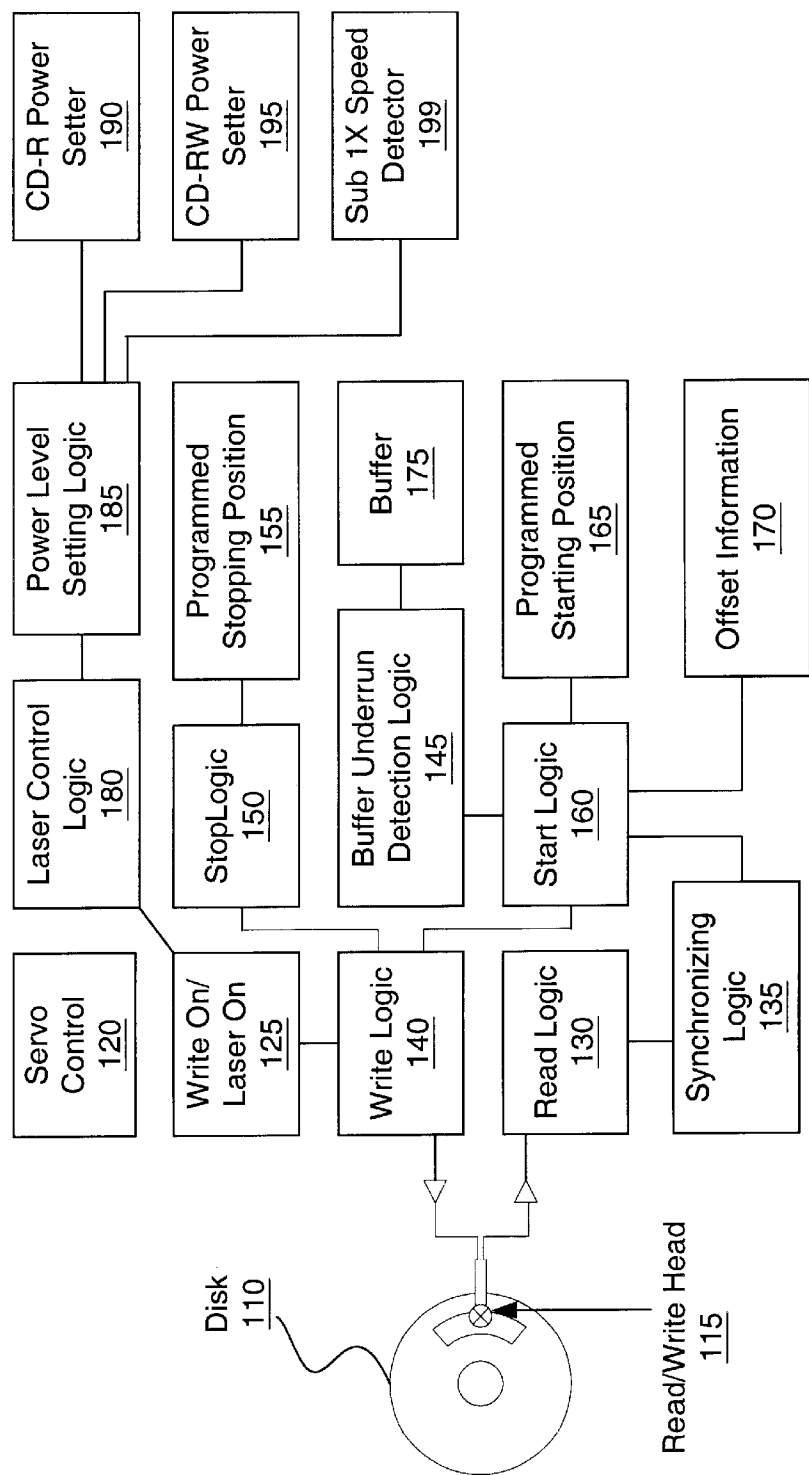 Disk
110
Read/Write Head
115
Servo
Control
120
Write On/
Laser On
125
Write Logic
140
Read Logic
130
Synchronizing
Logic
135
Laser Control
Logic
180
StopLogic
150
Buffer Underrun
Detection Logic
145
Start Logic
160
Power Level
Setting Logic
185
Programmed
Stopping Position
155
Buffer
175
Programmed
Starting Position
165
Offset Information
170
CD-R Power
Setter
190
CD-RW Power
Setter
195
Sub 1X Speed
Detector
199